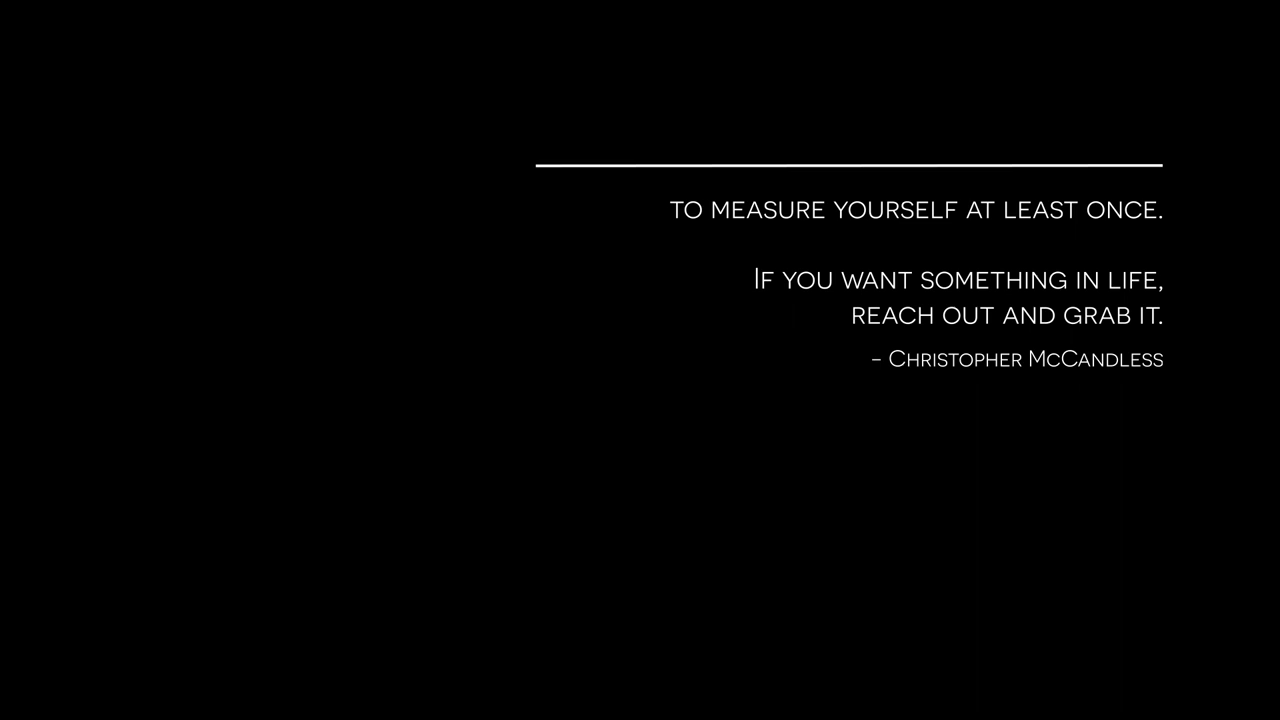 TO MEASURE YOURSELF AT LEAST ONCE.
IF YOU WANT SOMETHING IN LIFE,
REACH OUT AND GRAB IT.
– CHRISTOPHER MCCANDLESS